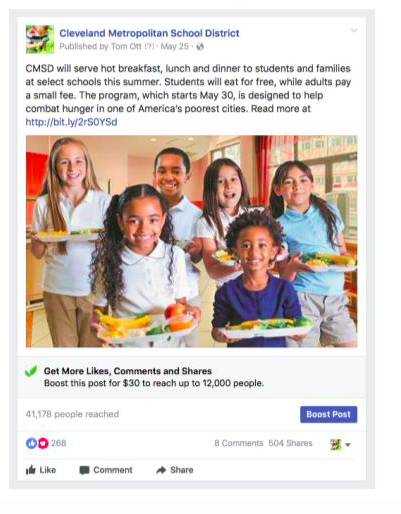 Cleveland Metropolitan School District
Published by Tom Ott [?] · May 25 ·
CMSD will serve hot breakfast, lunch and dinner to students and families
at select schools this summer. Students will eat for free, while adults pay
a small fee. The program, which starts May 30, is designed to help
combat hunger in one of America's poorest cities. Read more at
http://bit.ly/2rS0YSd
Get More Likes, Comments and Shares
Boost this post for $30 to reach up to 12,000 people.
41,178 people reached
Boost Post
268
8 Comments 504 Shares
Like Comment Share